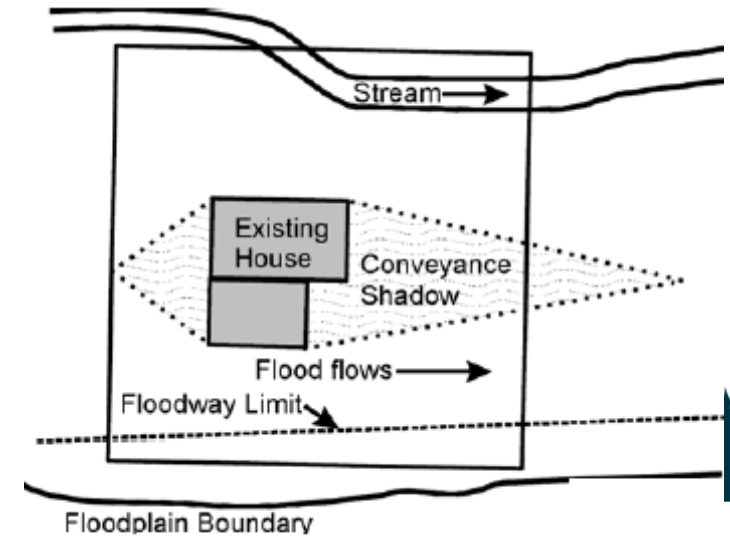 Stream
Existing
House
Conveyance
Shadow
Flood flows
Floodway Limit
Floodplain Boundary